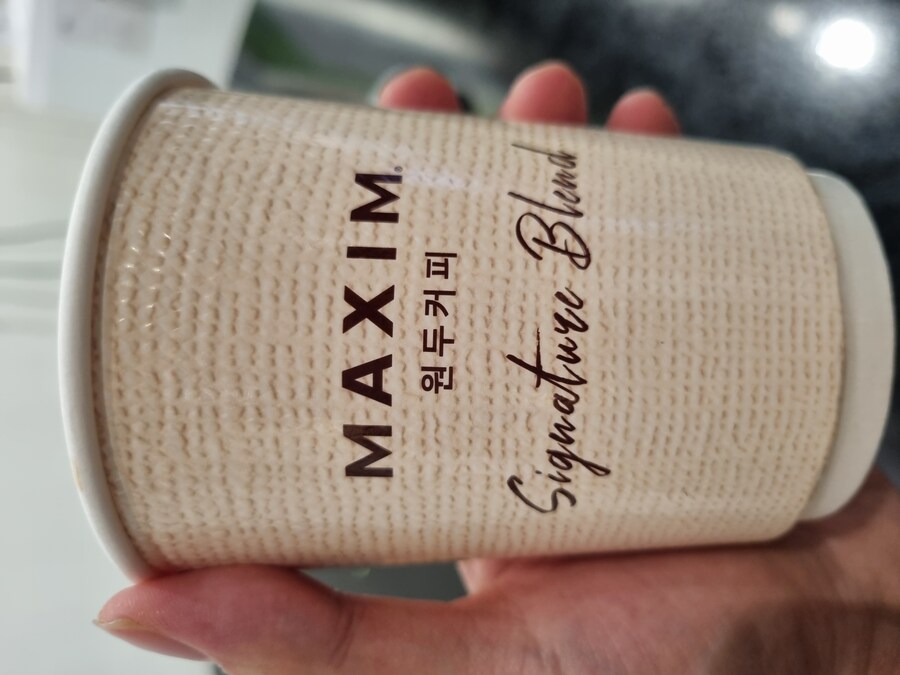 MAXIM
원두커피
Signature Blend